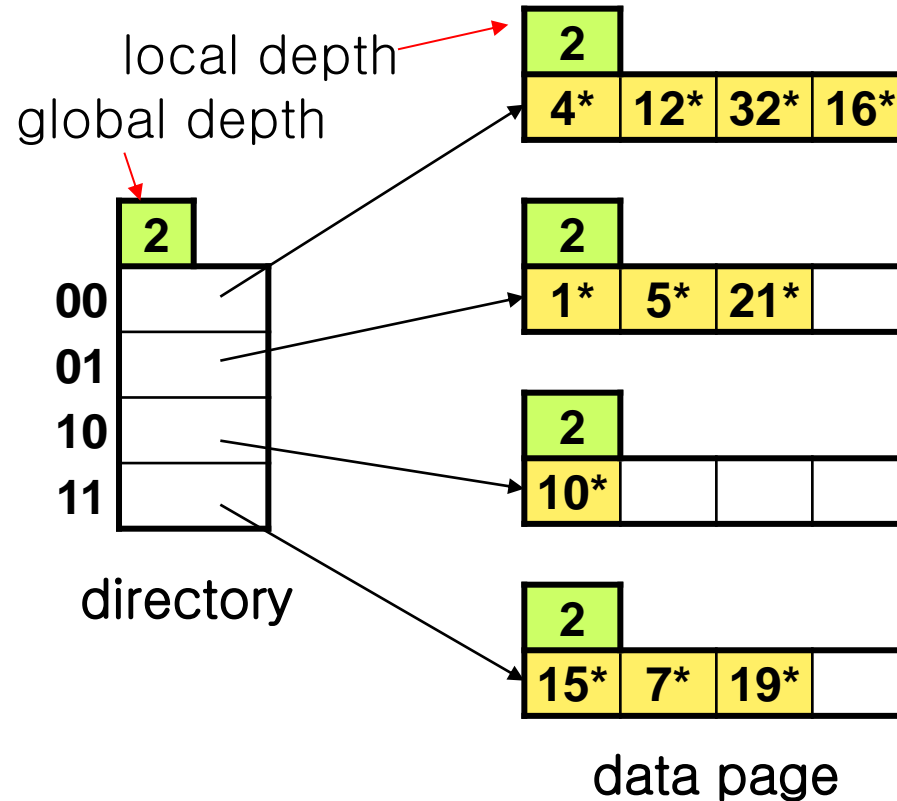 local depth
global depth
2
00
01
10
11
directory
2
4* 12* 32* 16*
2
1* 5* 21*
2
10*
2
15* 7* 19*
data page